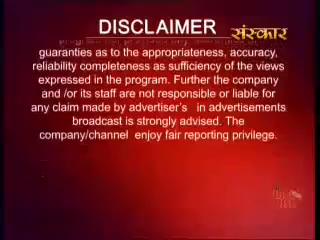 DISCLAIMER
संस्कार
guaranties as to the appropriateness, accuracy,
reliability completeness as sufficiency of the views
expressed in the program. Further the company
and /or its staff are not responsible or liable for
any claim made by advertiser's in advertisements
broadcast is strongly advised. The
company/channel enjoy fair reporting privilege.